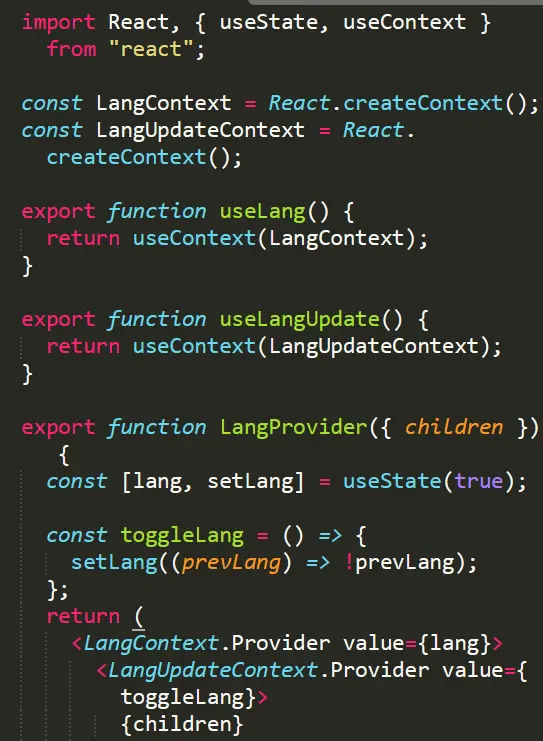 import React, { useState, useContext }
from "react";
const LangContext = React.createContext();
const LangUpdateContext = React.
createContext();
export function useLang() {
return useContext(LangContext);
}
export function useLangUpdate() {
return useContext(LangUpdateContext);
}
export function LangProvider({ children })
{
const [lang, setLang] = useState(true);
const toggleLang = () => {
setLang((prevLang) => !prevLang);
};
return (
<LangContext.Provider value={lang}>
<LangUpdateContext.Provider value={
toggleLang}>
{children}